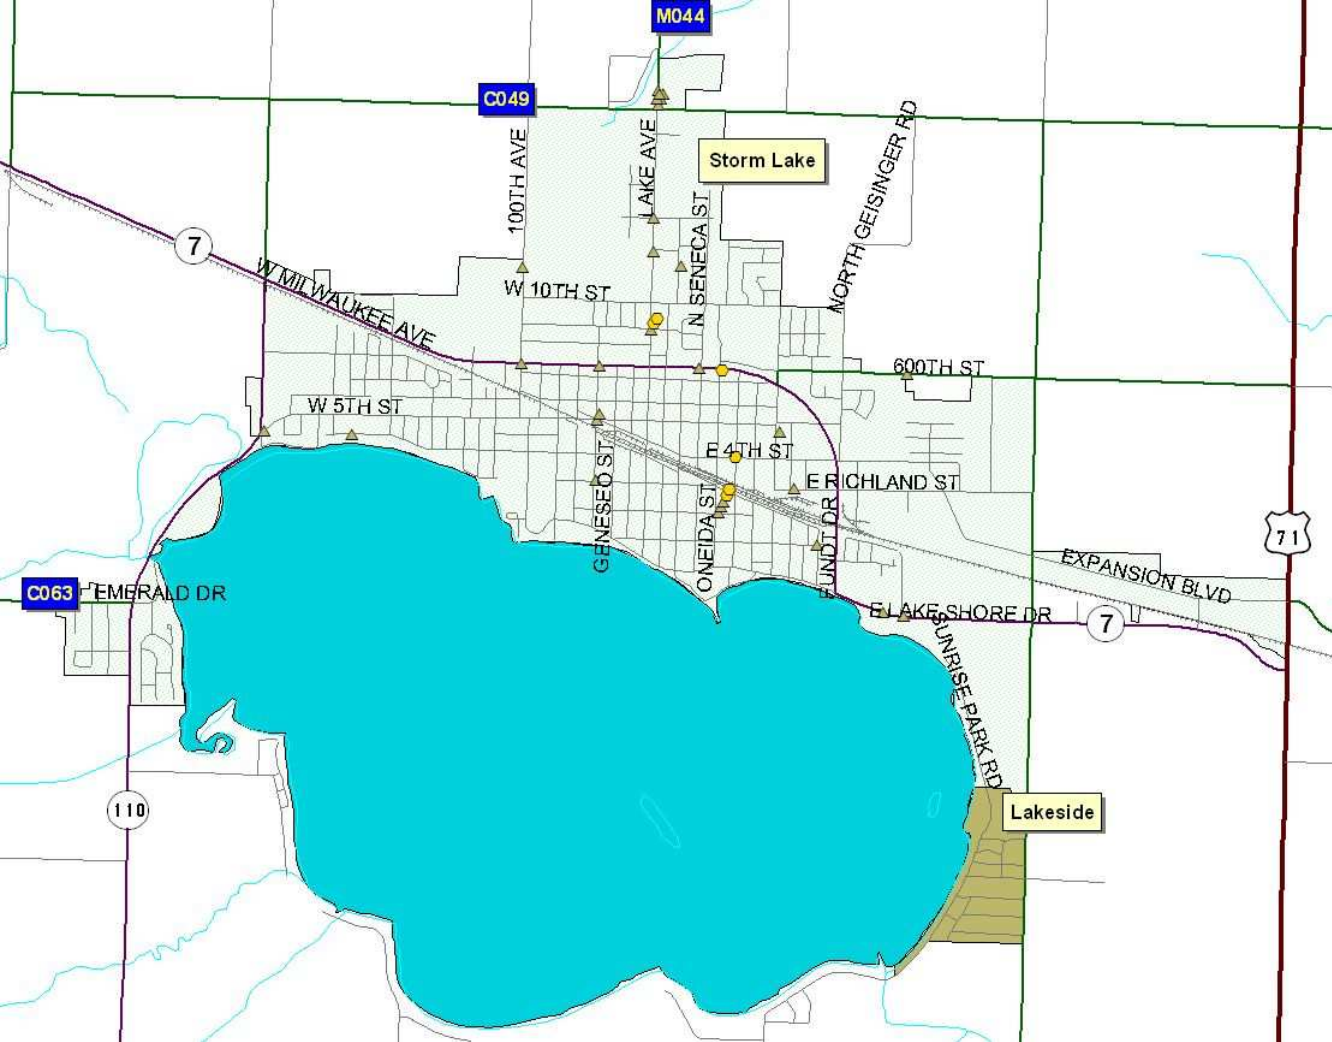 M044
C049
100TH AVE
LAKE AVE
Storm Lake
N SENECA ST
NORTH GEISINGER RD
7
W MILWAUKEE AVE
W 10TH ST
600TH ST
W 5TH ST
E 4TH ST
E RICHLAND ST
GENESEO ST
ONEIDA ST
FLINDT DR
71
EXPANSION BLVD
C063
EMERALD DR
E LAKE SHORE DR
7
SUNRISE PARK RD
110
Lakeside